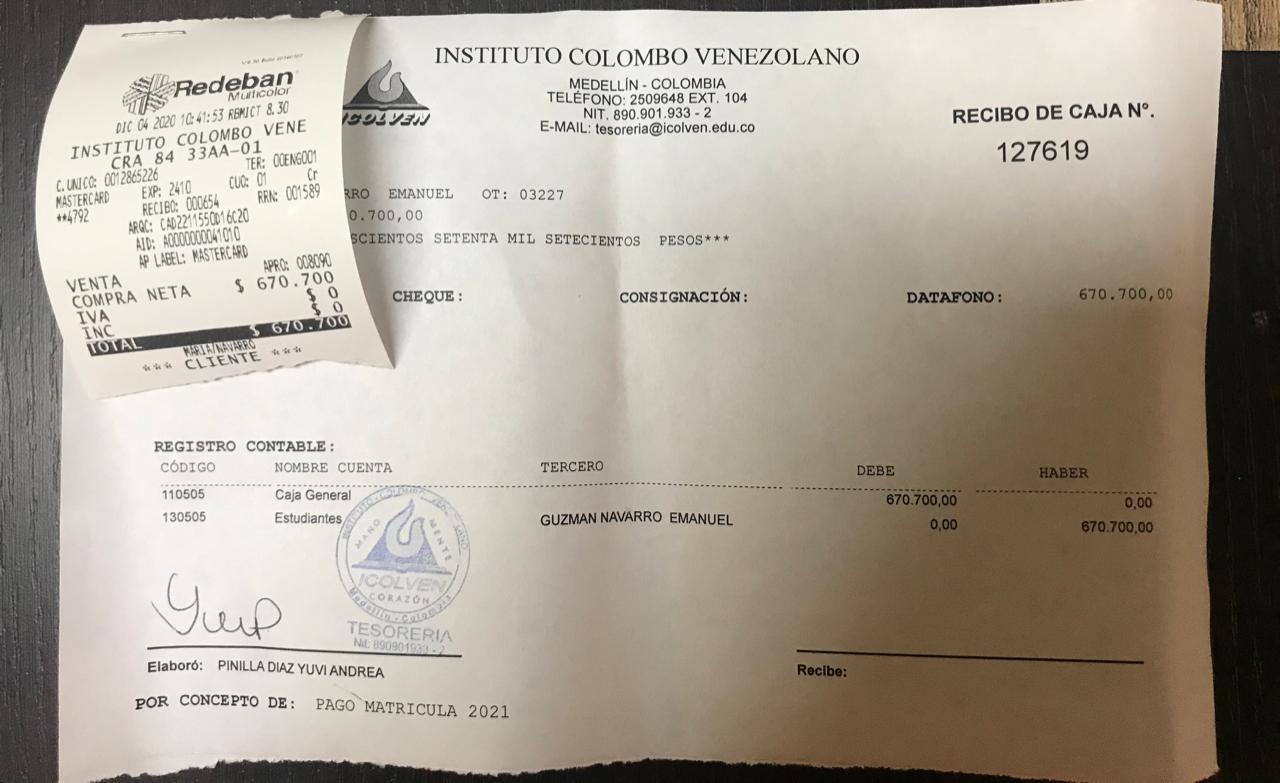 Redeban
Multicolor
DIC 04 2020 10:41:53 RBMICT 8.30
INSTITUTO COLOMBO VENE
CRA 84 33AA-01
C.UNICO: 0012865226 TER: 00ENG001
MASTERCARD EXP: 2410 CUO: 01 Cr
**4792 RECIBO: 000654 RRN: 001589
ARQC: CAD2211550D16C20
AID: A0000000041010
AP LABEL: MASTERCARD
APRO: 008090
VENTA
COMPRA NETA $ 670.700
IVA $ 0
INC $ 0
TOTAL $ 670.700
MARIA/NAVARRO
*** CLIENTE ***
ICOLVEN
INSTITUTO COLOMBO VENEZOLANO
MEDELLÍN - COLOMBIA
TELÉFONO: 2509648 EXT. 104
NIT. 890.901.933 - 2
E-MAIL: tesoreria@icolven.edu.co
RECIBO DE CAJA N°.
127619
RRO EMANUEL OT: 03227
0.700,00
SCIENTOS SETENTA MIL SETECIENTOS PESOS***
CHEQUE: CONSIGNACIÓN: DATAFONO: 670.700,00
REGISTRO CONTABLE:
CÓDIGO NOMBRE CUENTA TERCERO DEBE HABER
110505 Caja General 670.700,00 0,00
130505 Estudiantes GUZMAN NAVARRO EMANUEL 0,00 670.700,00
INSTITUTO - COLOMBO VENEZOLANO
MANO MENTE
ICOLVEN
CORAZÓN
Medellín - Colombia
TESORERIA
Nit: 890901933 - 2
Elaboró: PINILLA DIAZ YUVI ANDREA
Recibe:
POR CONCEPTO DE: PAGO MATRICULA 2021